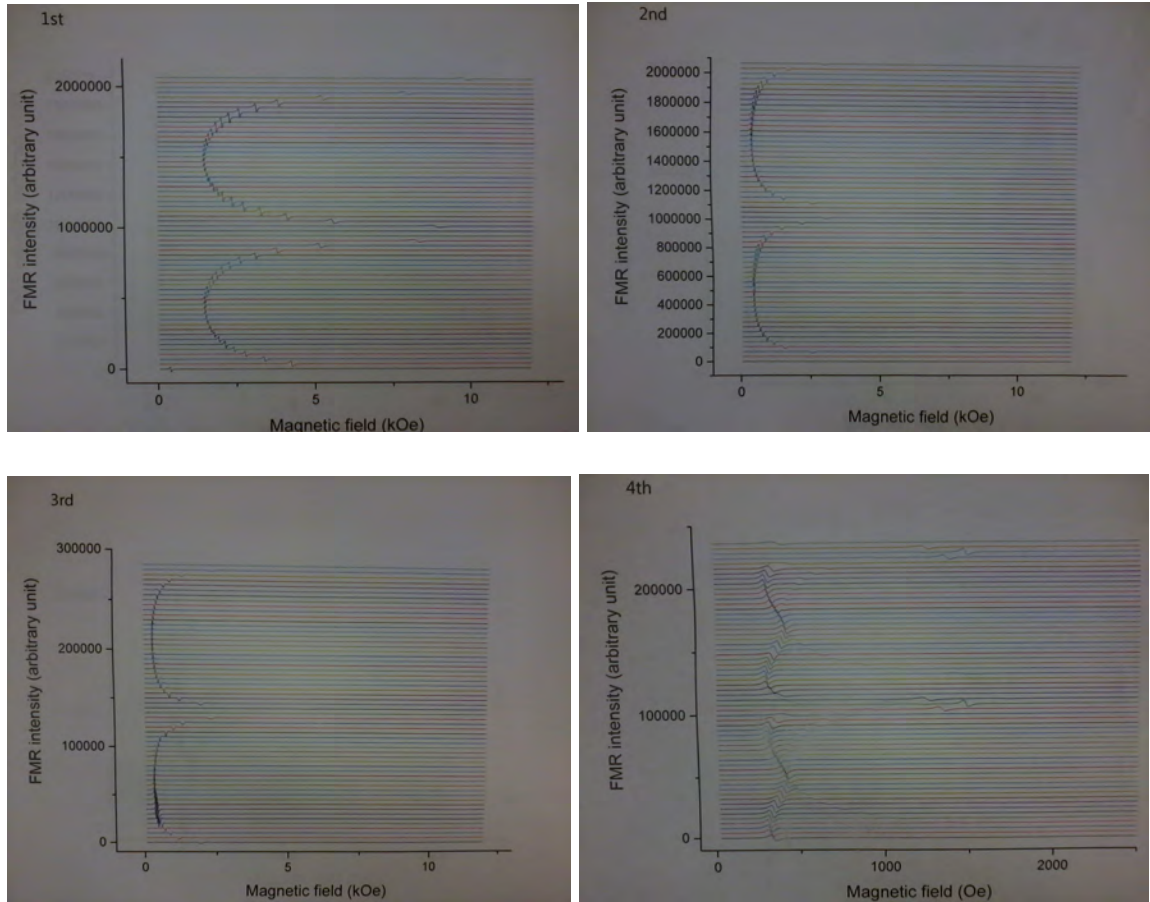 1st
FMR intensity (arbitrary unit)
2000000
1000000
0
0 5 10
Magnetic field (kOe)
2nd
FMR intensity (arbitrary unit)
2000000
1800000
1600000
1400000
1200000
1000000
800000
600000
400000
200000
0
0 5 10
Magnetic field (kOe)
3rd
FMR intensity (arbitrary unit)
300000
200000
100000
0
0 5 10
Magnetic field (kOe)
4th
FMR intensity (arbitrary unit)
200000
100000
0
0 1000 2000
Magnetic field (Oe)